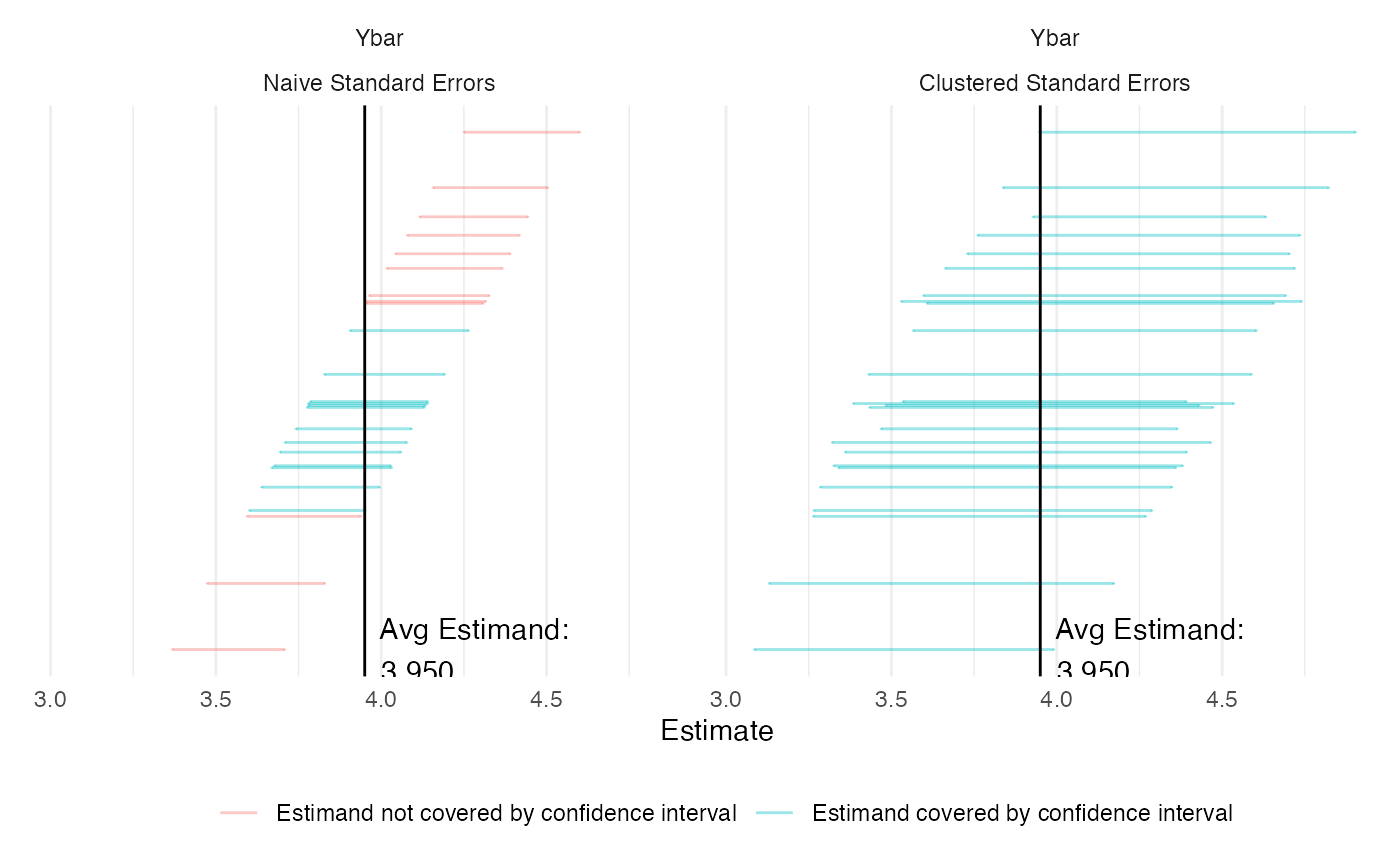 Ybar Ybar
Naive Standard Errors Clustered Standard Errors
Avg Estimand: Avg Estimand:
3.950 3.950
3.0 3.5 4.0 4.5 3.0 3.5 4.0 4.5
Estimate
Estimand not covered by confidence interval Estimand covered by confidence interval